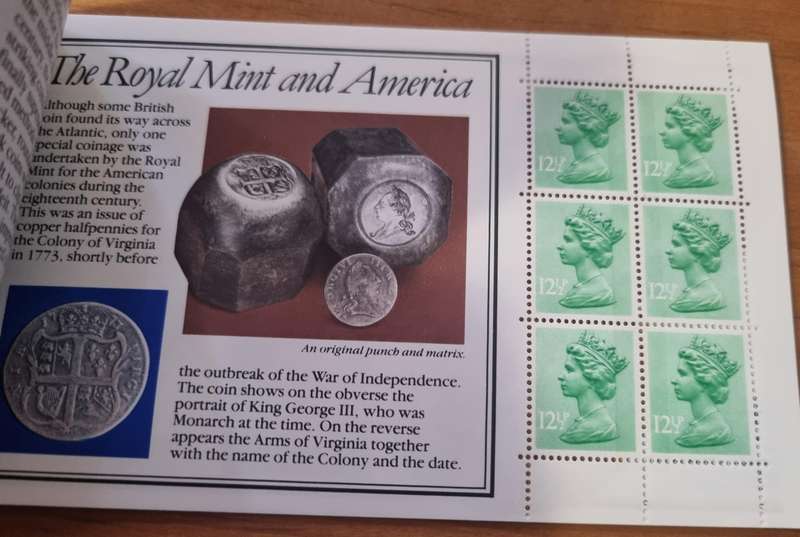 The Royal Mint and America
Although some British
coin found its way across
the Atlantic, only one
special coinage was
undertaken by the Royal
Mint for the American
colonies during the
eighteenth century.
This was an issue of
copper halfpennies for
the Colony of Virginia
in 1773, shortly before
An original punch and matrix.
the outbreak of the War of Independence.
The coin shows on the obverse the
portrait of King George III, who was
Monarch at the time. On the reverse
appears the Arms of Virginia together
with the name of the Colony and the date.
12½P
12½P
12½P
12½P
12½P
12½P